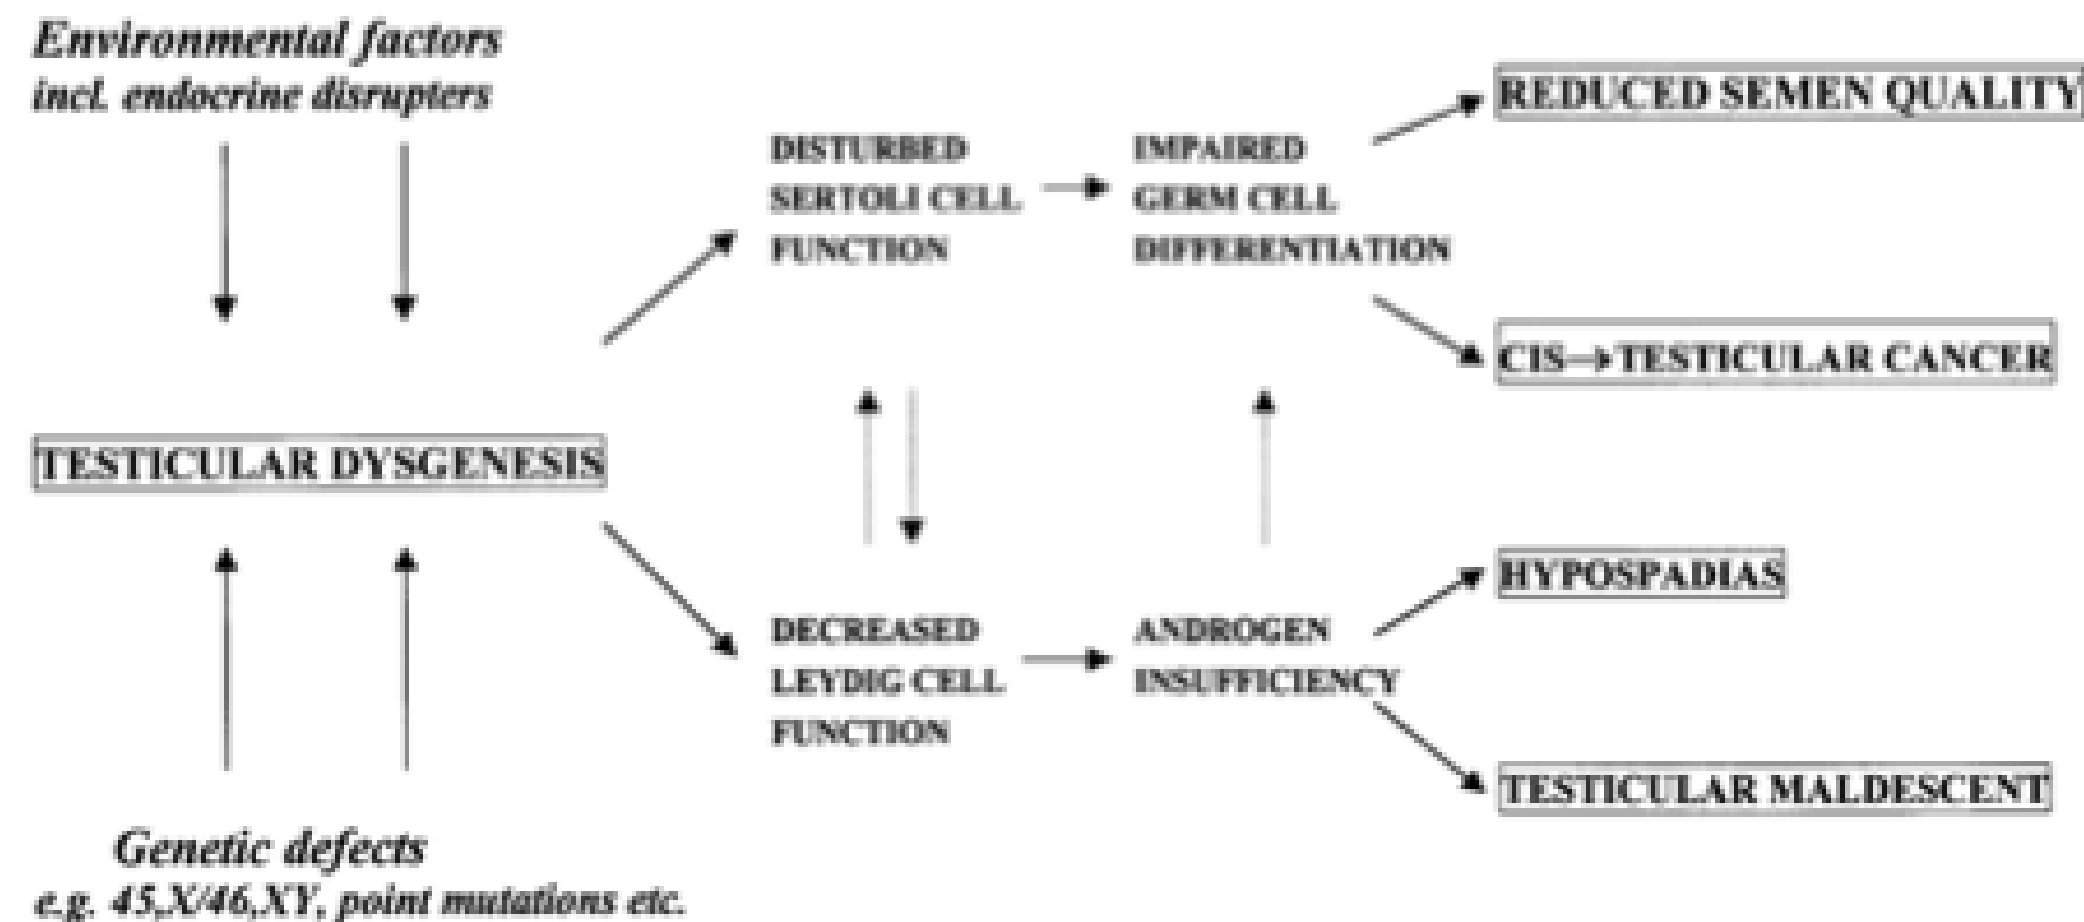 Environmental factors
incl. endocrine disrupters
REDUCED SEMEN QUALITY
DISTURBED
SERTOLI CELL
FUNCTION
IMPAIRED
GERM CELL
DIFFERENTIATION
CIS→TESTICULAR CANCER
TESTICULAR DYSGENESIS
HYPOSPADIAS
DECREASED
LEYDIG CELL
FUNCTION
ANDROGEN
INSUFFICIENCY
TESTICULAR MALDESCENT
Genetic defects
e.g. 45,X/46,XY, point mutations etc.